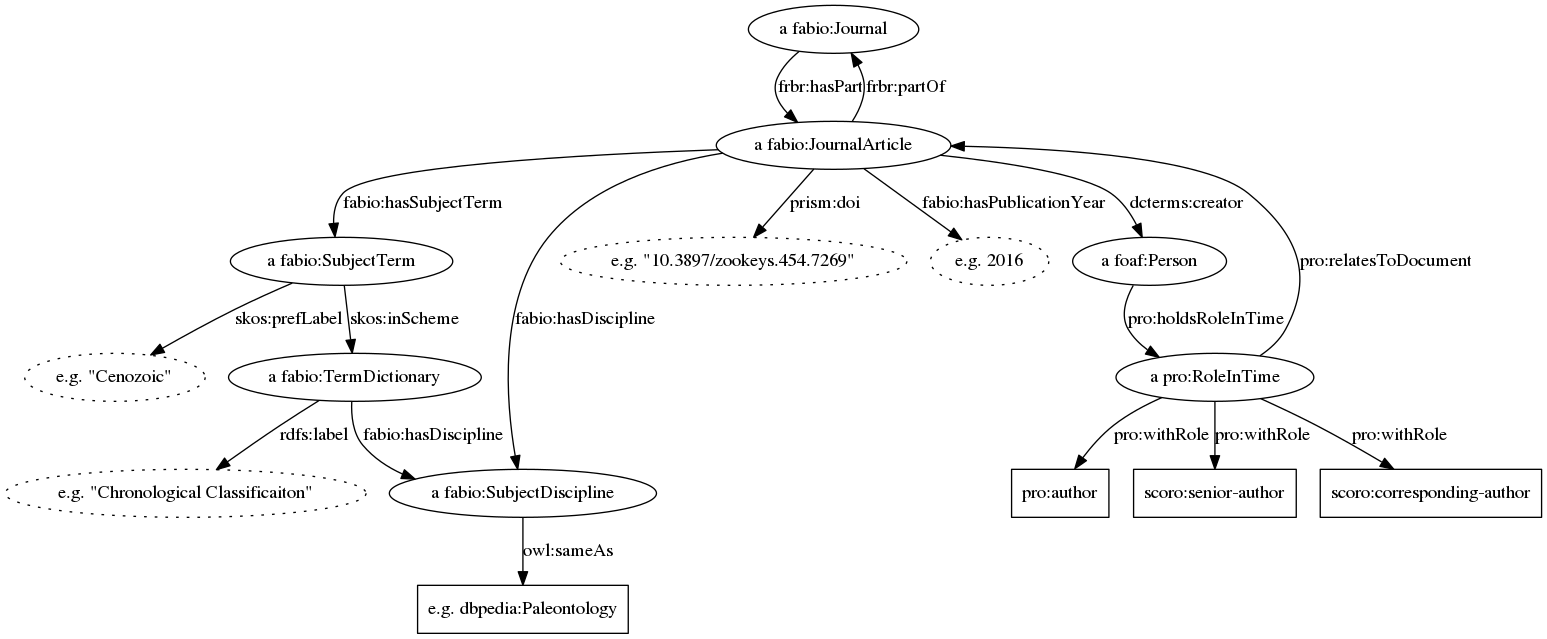 a fabio:Journal
frbr:hasPart
frbr:partOf
a fabio:JournalArticle
fabio:hasSubjectTerm
prism:doi
fabio:hasPublicationYear
dcterms:creator
a fabio:SubjectTerm
e.g. "10.3897/zookeys.454.7269"
e.g. 2016
a foaf:Person
pro:relatesToDocument
skos:prefLabel
skos:inScheme
fabio:hasDiscipline
pro:holdsRoleInTime
e.g. "Cenozoic"
a fabio:TermDictionary
a pro:RoleInTime
rdfs:label
fabio:hasDiscipline
pro:withRole
pro:withRole
pro:withRole
e.g. "Chronological Classificaiton"
a fabio:SubjectDiscipline
pro:author
scoro:senior-author
scoro:corresponding-author
owl:sameAs
e.g. dbpedia:Paleontology